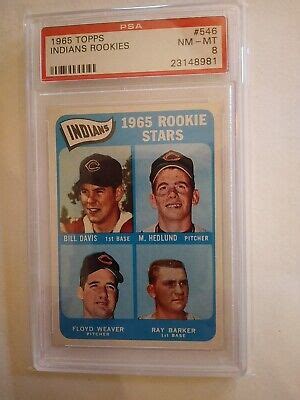 PSA
1965 TOPPS #546
INDIANS ROOKIES NM - MT
8
23148981
INDIANS
1965 ROOKIE
STARS
BILL DAVIS 1st BASE
M. HEDLUND PITCHER
FLOYD WEAVER
PITCHER
RAY BARKER
1st BASE